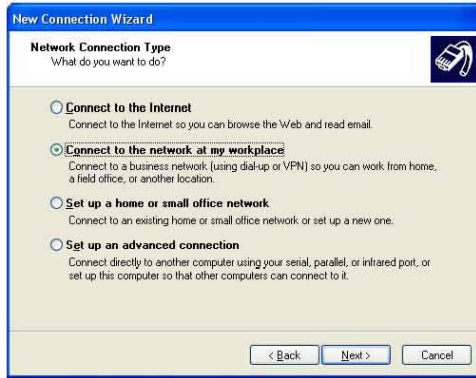 New Connection Wizard
Network Connection Type
What do you want to do?
Connect to the Internet
Connect to the Internet so you can browse the Web and read email.
Connect to the network at my workplace
Connect to a business network (using dial-up or VPN) so you can work from home,
a field office, or another location.
Set up a home or small office network
Connect to an existing home or small office network or set up a new one.
Set up an advanced connection
Connect directly to another computer using your serial, parallel, or infrared port, or
set up this computer so that other computers can connect to it.
< Back Next > Cancel